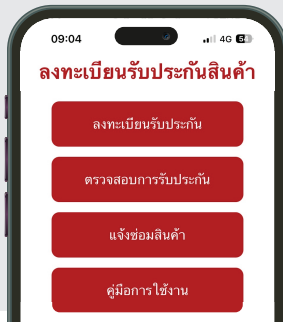 09:04 4G
ลงทะเบียนรับประกันสินค้า
ลงทะเบียนรับประกัน
ตรวจสอบการรับประกัน
แจ้งซ่อมสินค้า
คู่มือการใช้งาน